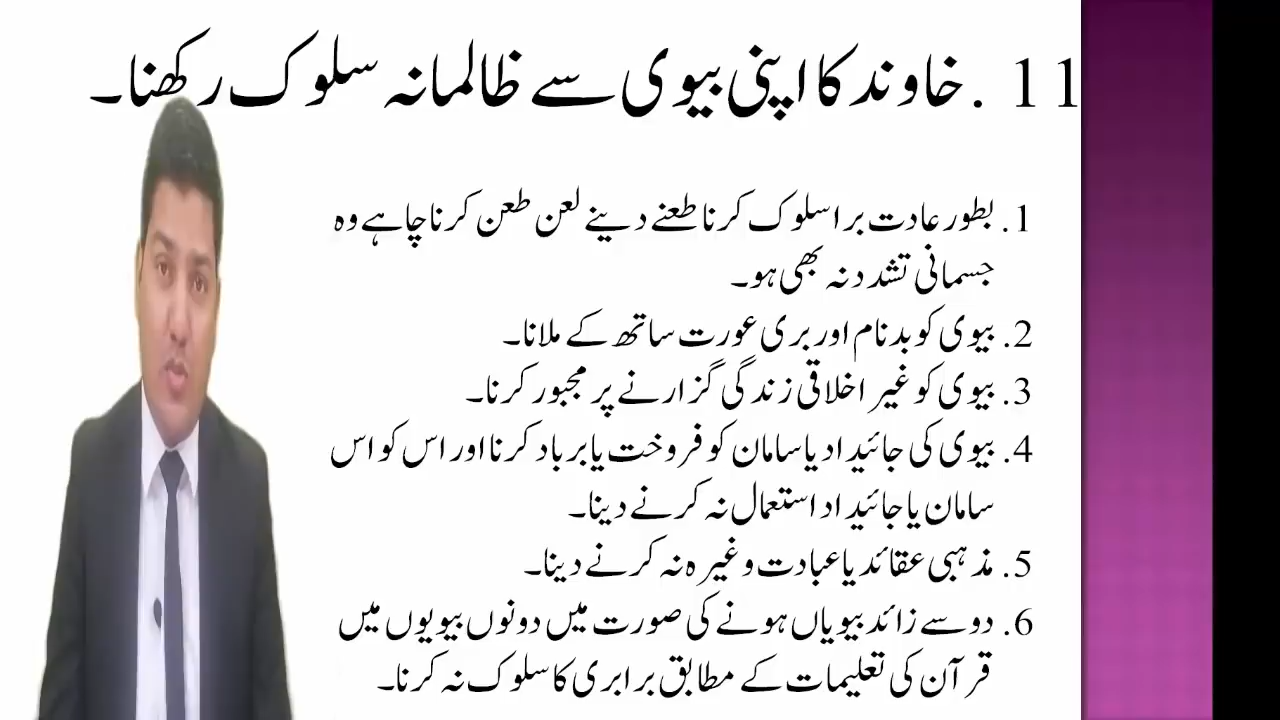 11 . خاوند کا اپنی بیوی سے ظالمانہ سلوک رکھنا۔
1. بطور عادت برا سلوک کرنا طعنے دینے لعن طعن کرنا چاہے وہ
جسمانی تشدد نہ بھی ہو۔
2. بیوی کو بدنام اور بری عورت ساتھ کے ملانا۔
3. بیوی کو غیر اخلاقی زندگی گزارنے پر مجبور کرنا۔
4. بیوی کی جائیداد یا سامان کو فروخت یا برباد کرنا اور اس کو اس
سامان یا جائیداد استعمال نہ کرنے دینا۔
5. مذہبی عقائد یا عبادت وغیرہ نہ کرنے دینا۔
6. دو سے زائد بیویاں ہونے کی صورت میں دونوں بیویوں میں
قرآن کی تعلیمات کے مطابق برابری کا سلوک نہ کرنا۔